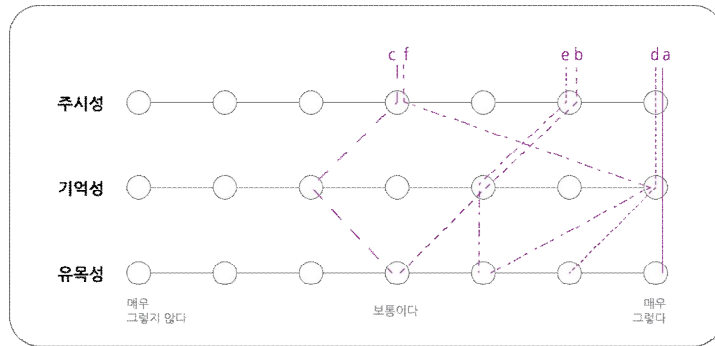 c f e b d a
주시성
기억성
유목성
매우
그렇지 않다
보통이다
매우
그렇다